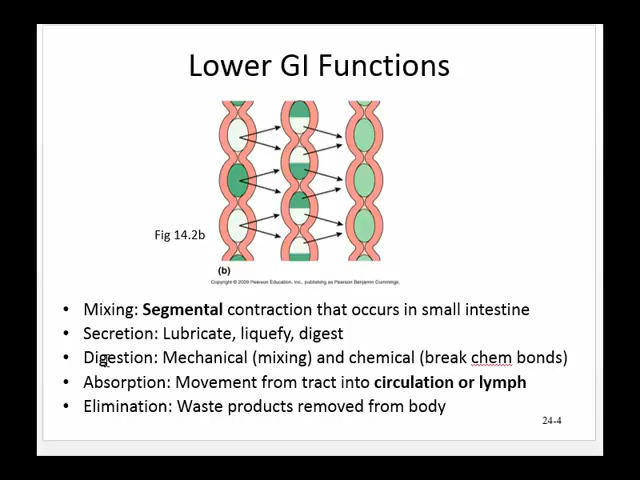 Lower GI Functions
Fig 14.2b
(b)
Copyright © 2009 Pearson Education, Inc., publishing as Pearson Benjamin Cummings.
• Mixing: Segmental contraction that occurs in small intestine
• Secretion: Lubricate, liquefy, digest
• Digestion: Mechanical (mixing) and chemical (break chem bonds)
• Absorption: Movement from tract into circulation or lymph
• Elimination: Waste products removed from body
24-4